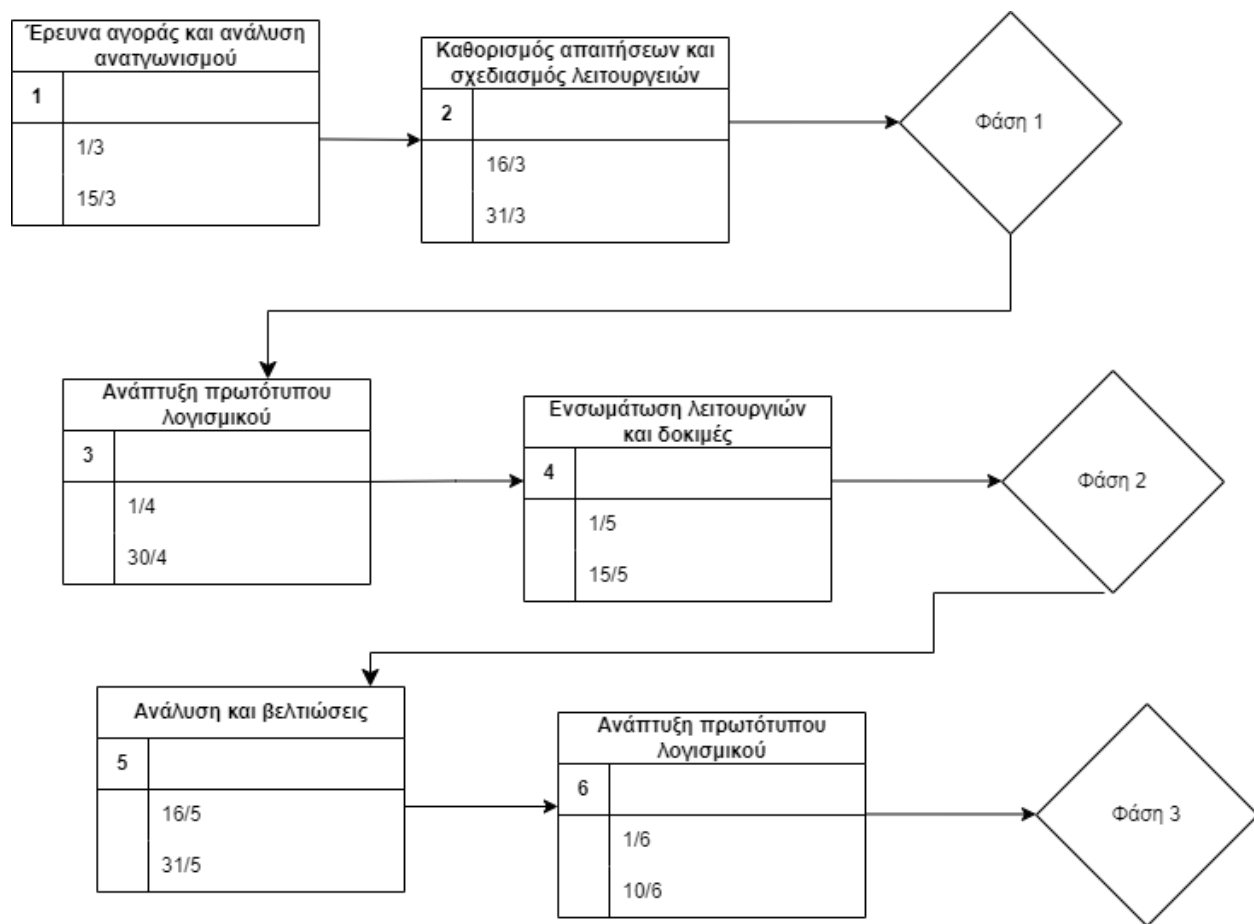 Έρευνα αγοράς και ανάλυση
ανατγωνισμού
1
1/3
15/3
Καθορισμός απαιτήσεων και
σχεδιασμός λειτουργειών
2
16/3
31/3
Φάση 1
Ανάπτυξη πρωτότυπου
λογισμικού
3
1/4
30/4
Ενσωμάτωση λειτουργιών
και δοκιμές
4
1/5
15/5
Φάση 2
Ανάλυση και βελτιώσεις
5
16/5
31/5
Ανάπτυξη πρωτότυπου
λογισμικού
6
1/6
10/6
Φάση 3